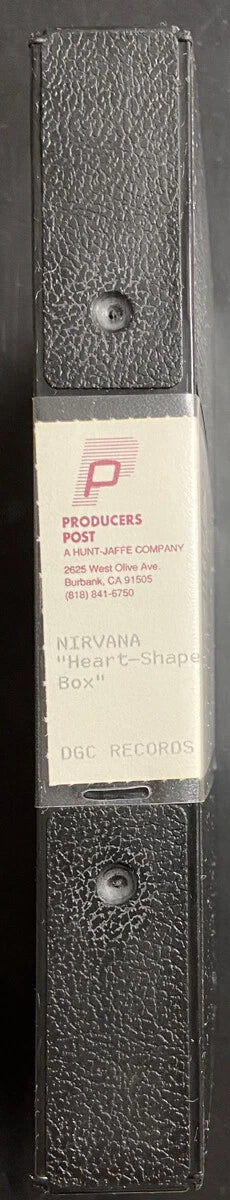 P
PRODUCERS
POST
A HUNT-JAFFE COMPANY
2625 West Olive Ave.
Burbank, CA 91505
(818) 841-6750
NIRVANA
"Heart-Shape
Box"
DGC RECORDS